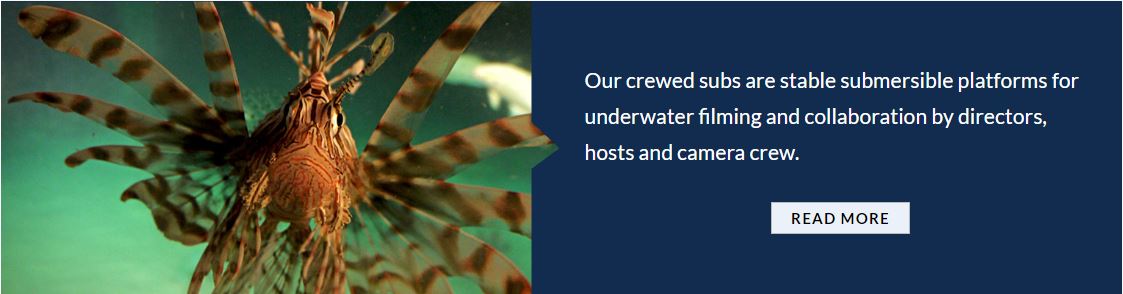 Our crewed subs are stable submersible platforms for
underwater filming and collaboration by directors,
hosts and camera crew.
READ MORE